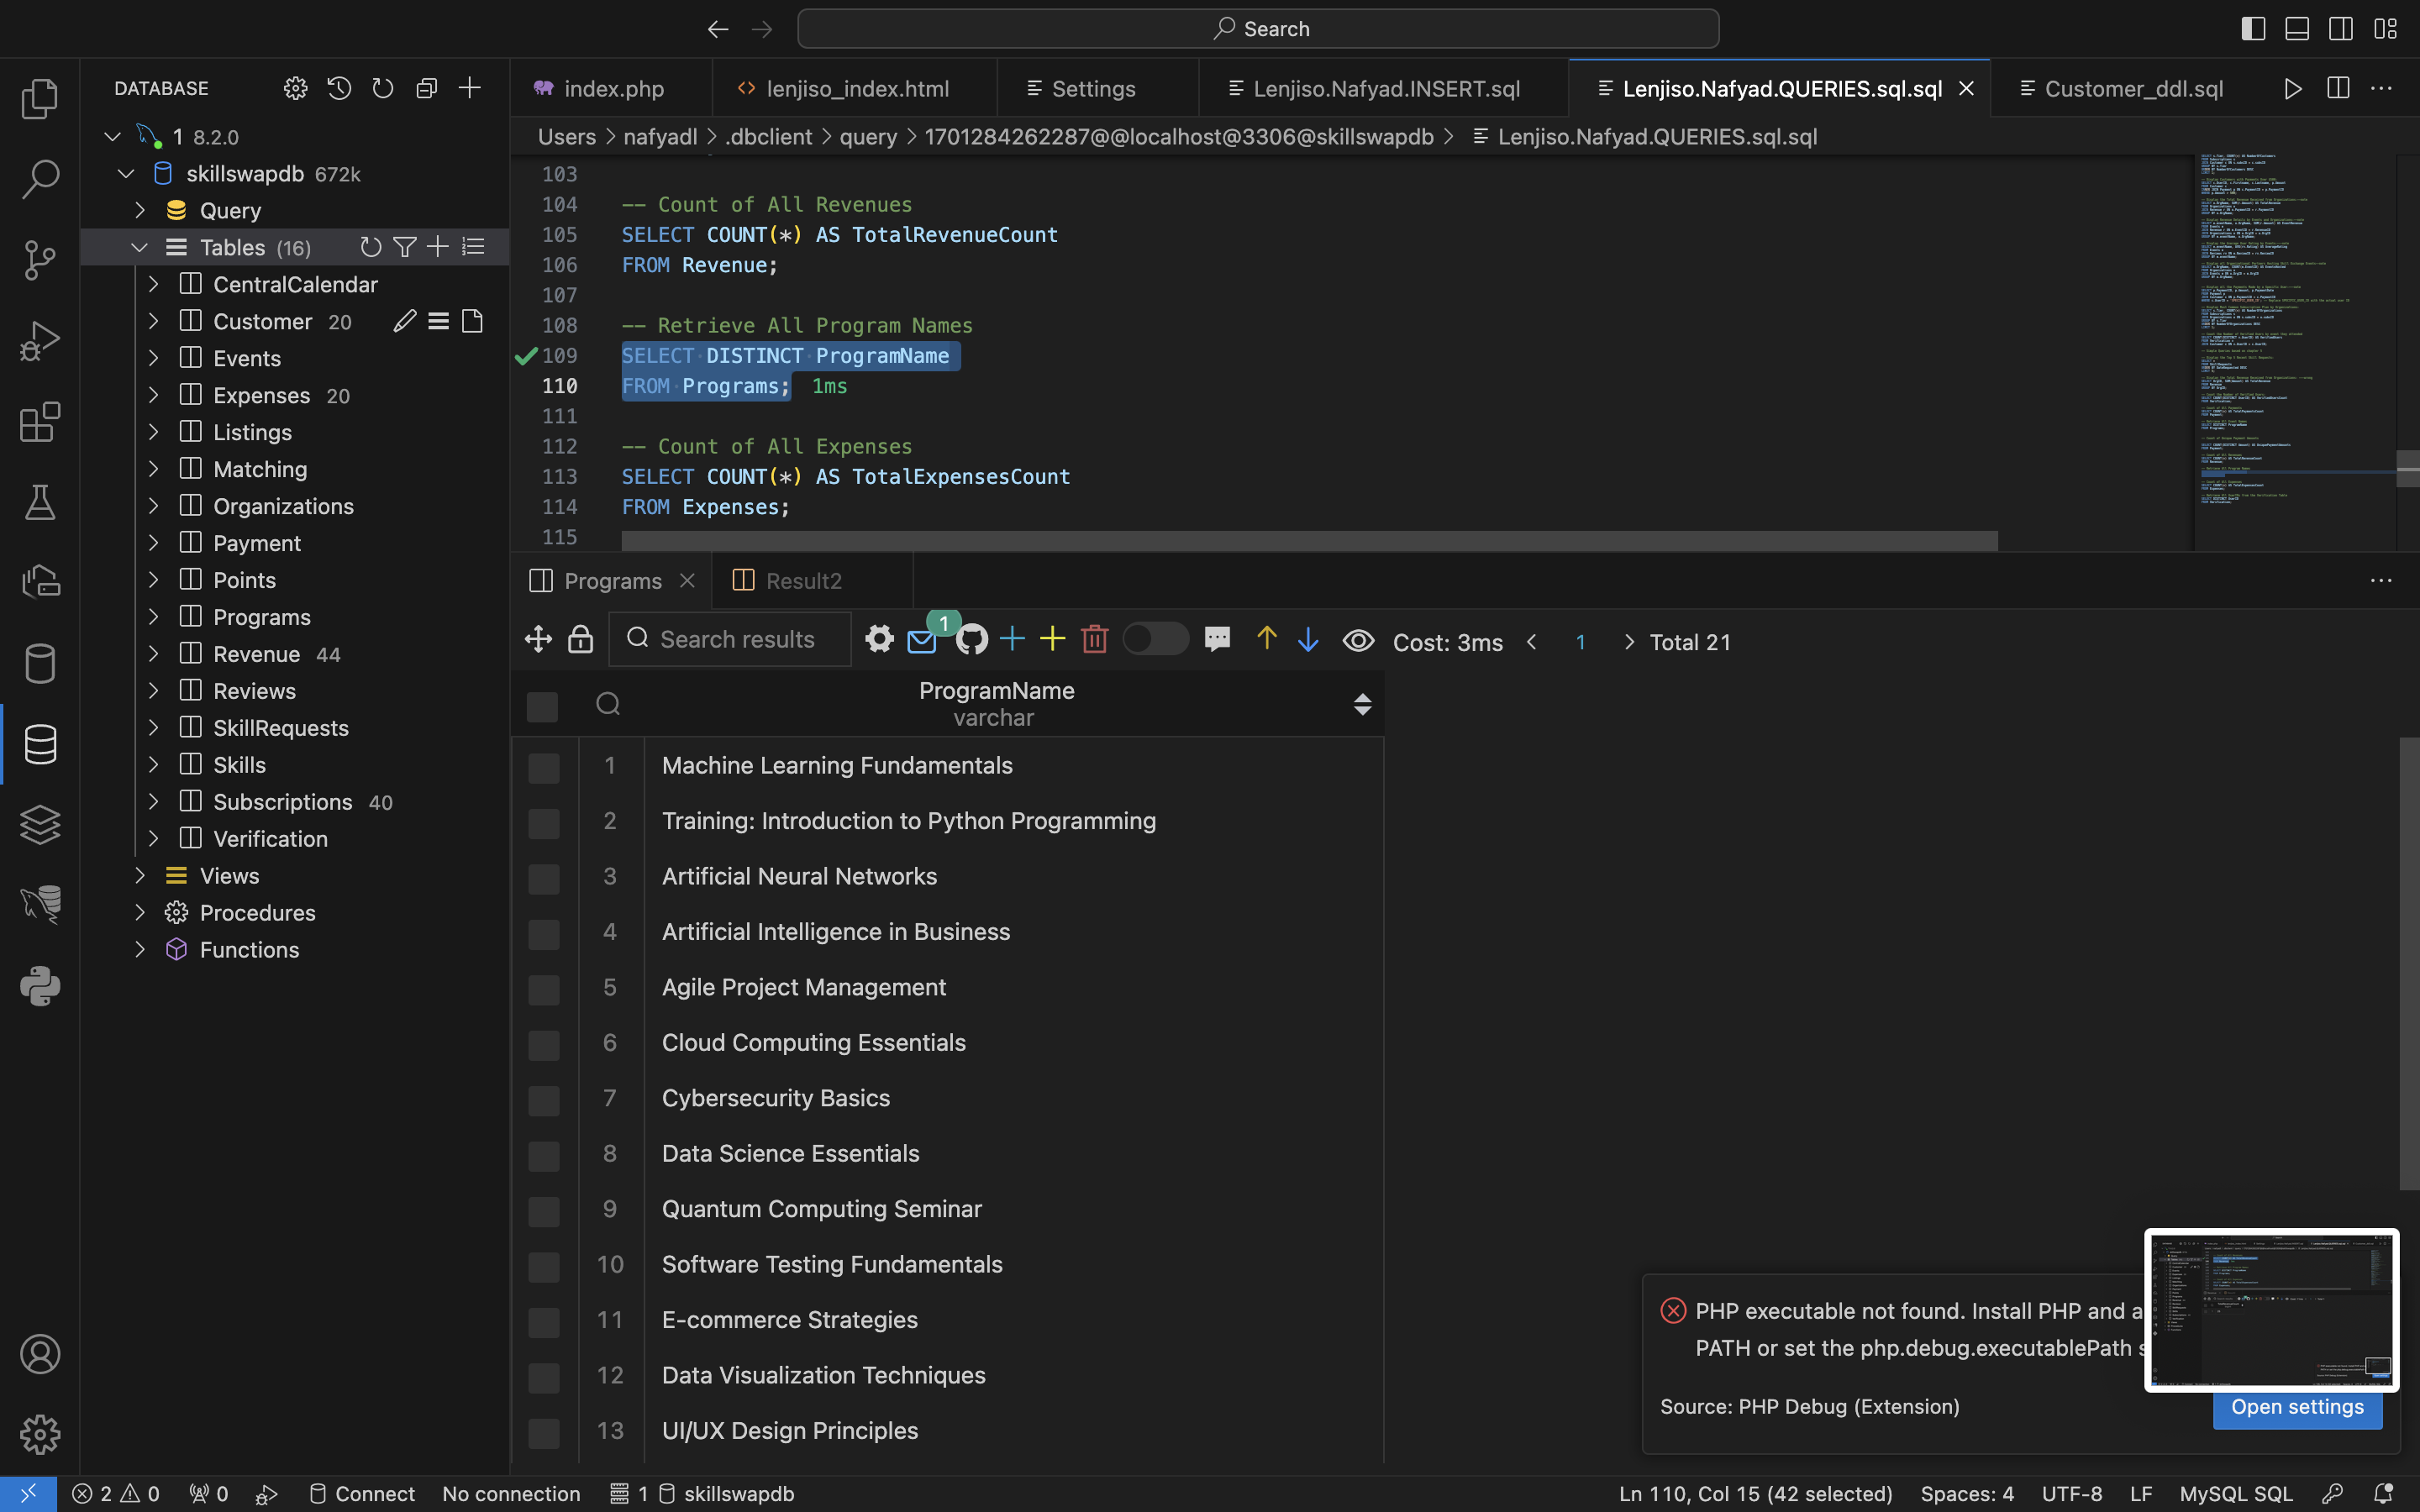 Search
DATABASE
index.php
lenjiso_index.html
Settings
Lenjiso.Nafyad.INSERT.sql
Lenjiso.Nafyad.QUERIES.sql.sql
Customer_ddl.sql
Users > nafyadl > .dbclient > query > 1701284262287@@localhost@3306@skillswapdb > Lenjiso.Nafyad.QUERIES.sql.sql
1 8.2.0
skillswapdb 672k
Query
Tables (16)
CentralCalendar
Customer 20
Events
Expenses 20
Listings
Matching
Organizations
Payment
Points
Programs
Revenue 44
Reviews
SkillRequests
Skills
Subscriptions 40
Verification
Views
Procedures
Functions
103
104 -- Count of All Revenues
105 SELECT COUNT(*) AS TotalRevenueCount
106 FROM Revenue;
107
108 -- Retrieve All Program Names
109 SELECT DISTINCT ProgramName
110 FROM Programs; 1ms
111
112 -- Count of All Expenses
113 SELECT COUNT(*) AS TotalExpensesCount
114 FROM Expenses;
115
Programs
Result2
Search results
1
Cost: 3ms < 1 > Total 21
ProgramName
varchar
1 Machine Learning Fundamentals
2 Training: Introduction to Python Programming
3 Artificial Neural Networks
4 Artificial Intelligence in Business
5 Agile Project Management
6 Cloud Computing Essentials
7 Cybersecurity Basics
8 Data Science Essentials
9 Quantum Computing Seminar
10 Software Testing Fundamentals
11 E-commerce Strategies
12 Data Visualization Techniques
13 UI/UX Design Principles
PHP executable not found. Install PHP and a
PATH or set the php.debug.executablePath s
Source: PHP Debug (Extension)
Open settings
2 0 0 Connect No connection 1 skillswapdb
Ln 110, Col 15 (42 selected) Spaces: 4 UTF-8 LF MySQL SQL